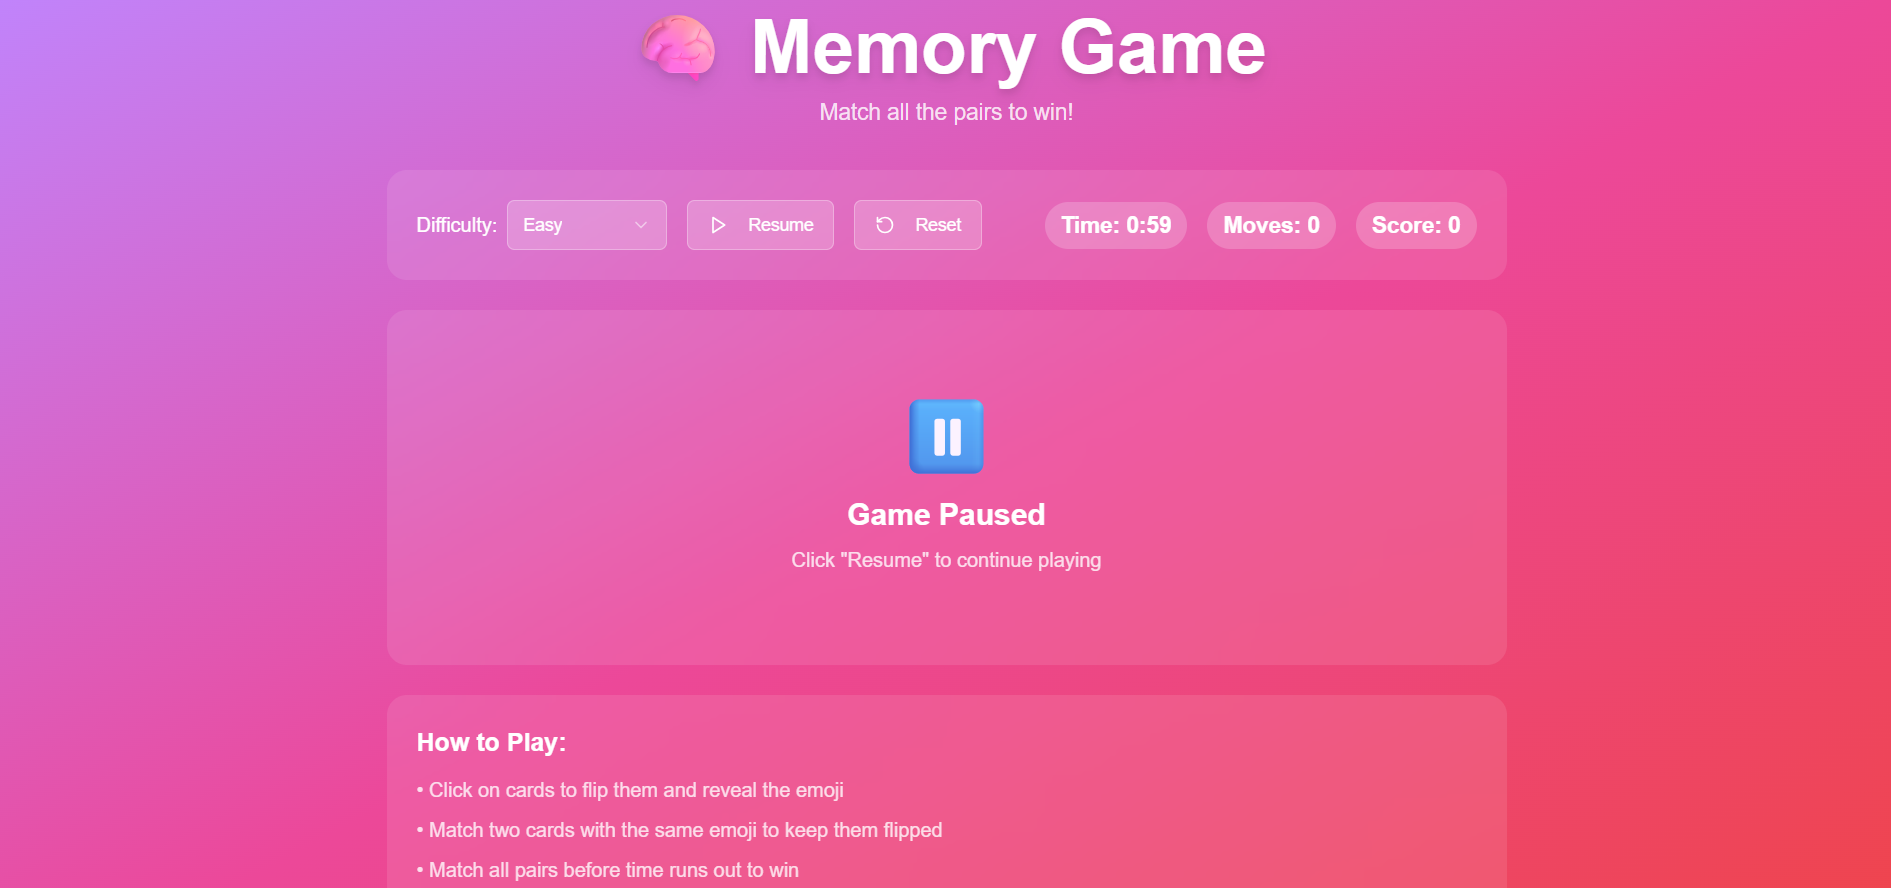 Memory Game
Match all the pairs to win!
Difficulty: Easy Resume Reset Time: 0:59 Moves: 0 Score: 0
Game Paused
Click "Resume" to continue playing
How to Play:
• Click on cards to flip them and reveal the emoji
• Match two cards with the same emoji to keep them flipped
• Match all pairs before time runs out to win